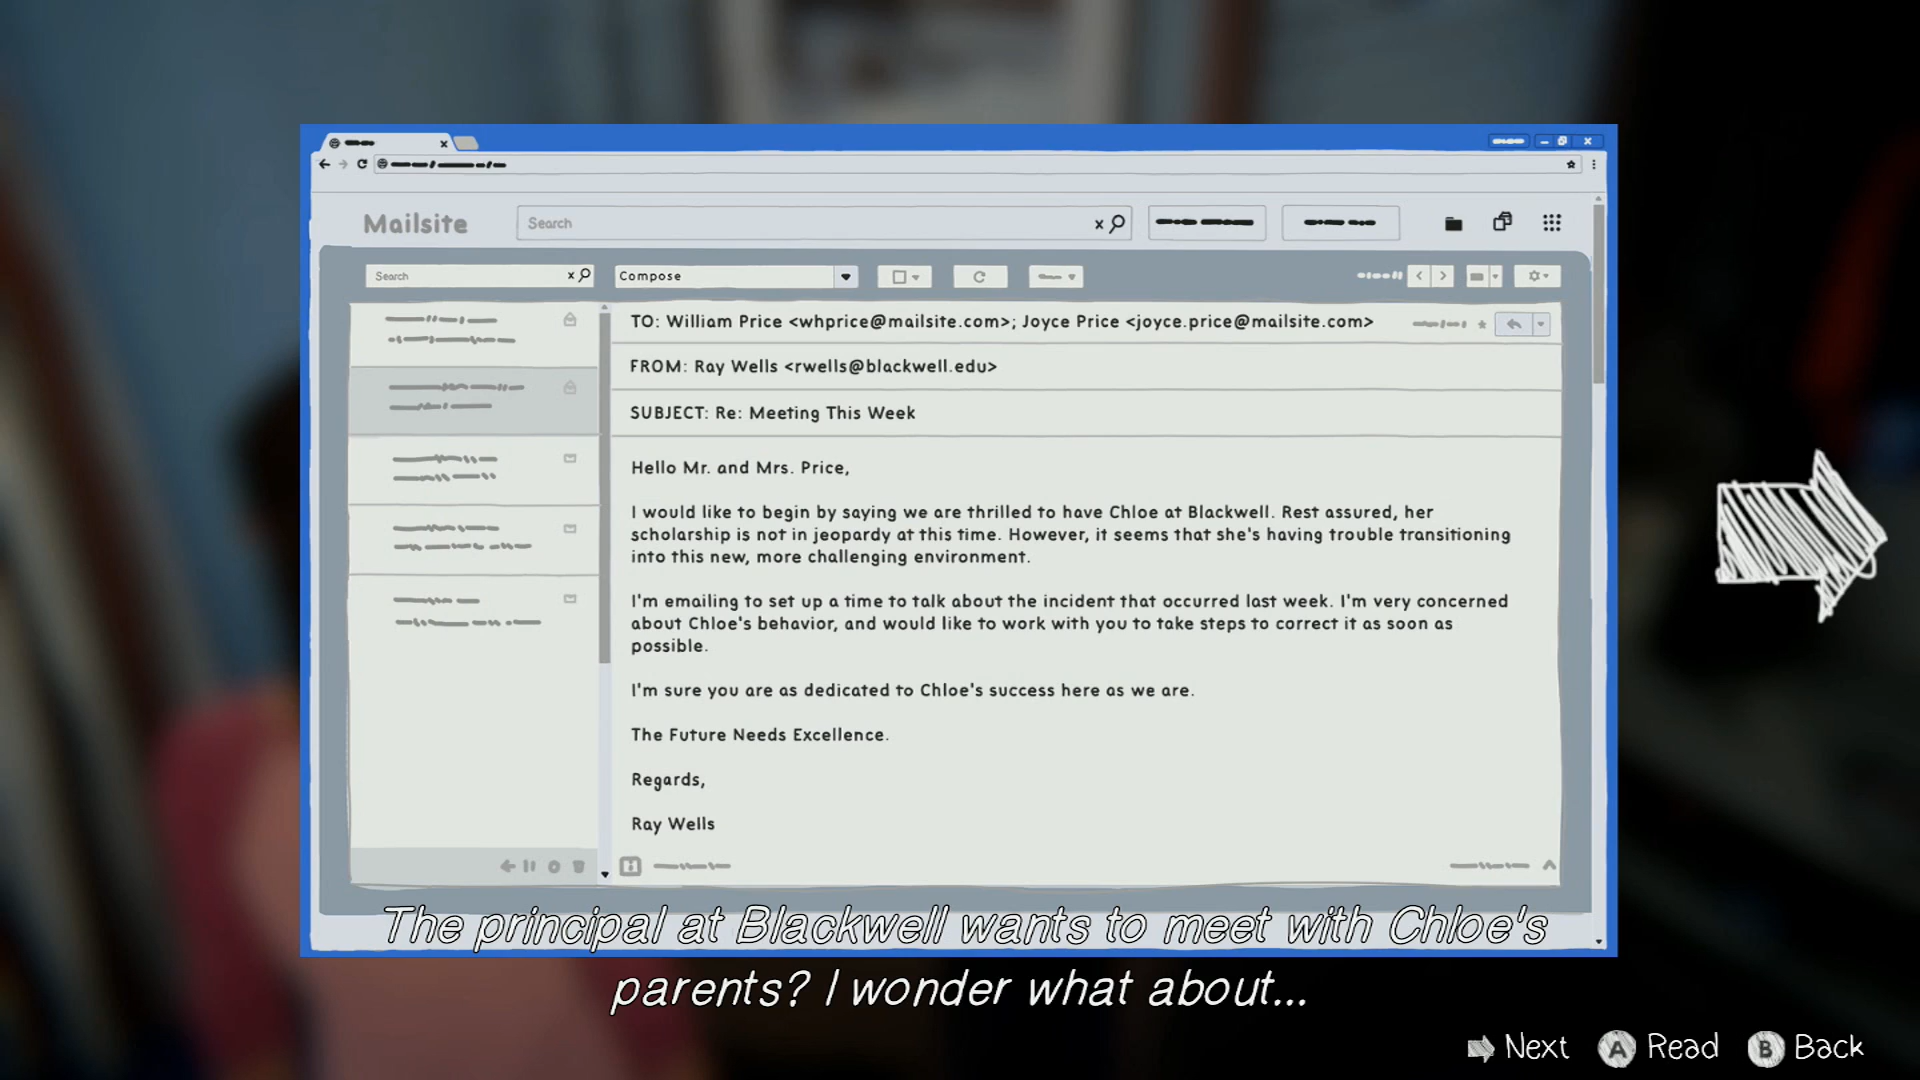 Mailsite
Search
Search
Compose
TO: William Price <whprice@mailsite.com>; Joyce Price <joyce.price@mailsite.com>
FROM: Ray Wells <rwells@blackwell.edu>
SUBJECT: Re: Meeting This Week
Hello Mr. and Mrs. Price,
I would like to begin by saying we are thrilled to have Chloe at Blackwell. Rest assured, her
scholarship is not in jeopardy at this time. However, it seems that she's having trouble transitioning
into this new, more challenging environment.
I'm emailing to set up a time to talk about the incident that occurred last week. I'm very concerned
about Chloe's behavior, and would like to work with you to take steps to correct it as soon as
possible.
I'm sure you are as dedicated to Chloe's success here as we are.
The Future Needs Excellence.
Regards,
Ray Wells
The principal at Blackwell wants to meet with Chloe's
parents? I wonder what about...
Next A Read B Back